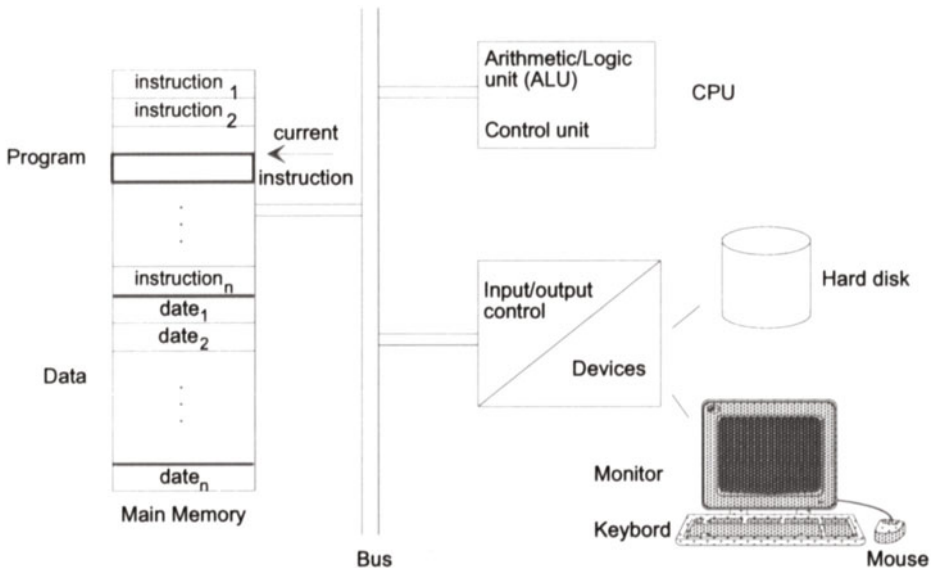 instruction 1
instruction 2
Program
current
instruction
instruction n
date 1
date 2
Data
date n
Main Memory
Bus
Arithmetic/Logic
unit (ALU)
Control unit
CPU
Input/output
control
Devices
Hard disk
Monitor
Keybord
Mouse